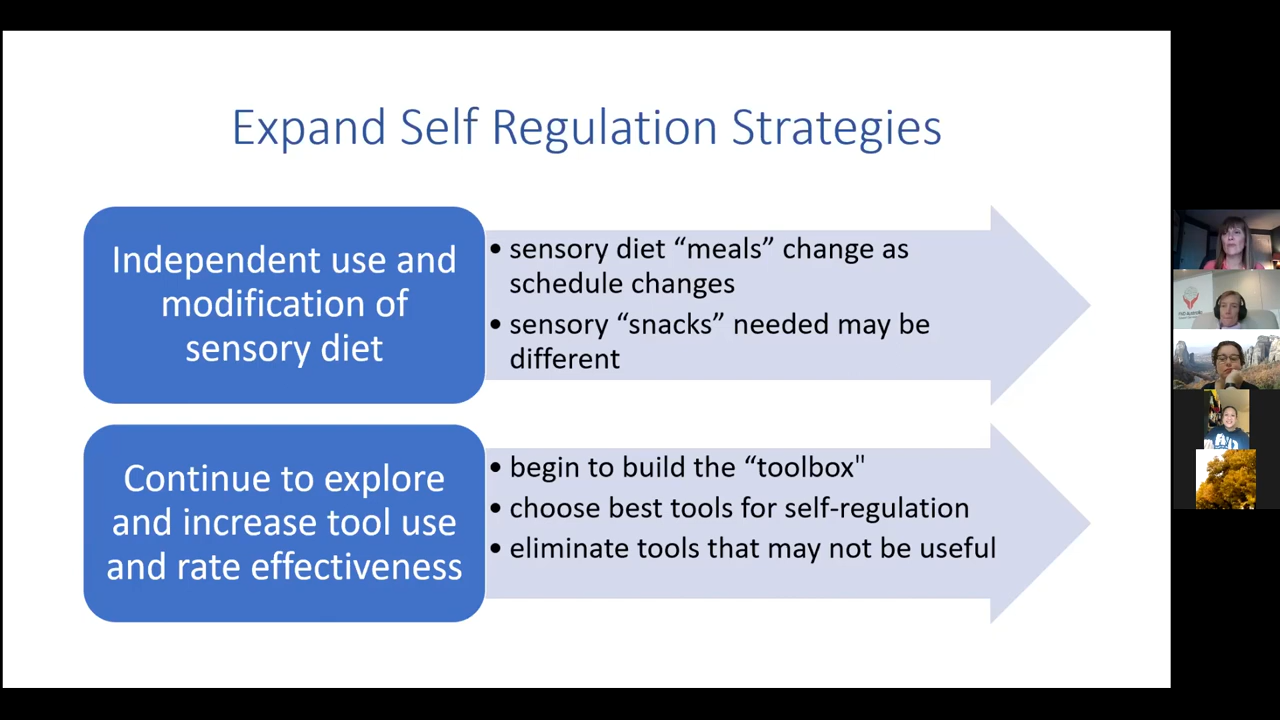 Expand Self Regulation Strategies
Independent use and
modification of
sensory diet
• sensory diet “meals” change as
schedule changes
• sensory “snacks” needed may be
different
Continue to explore
and increase tool use
and rate effectiveness
• begin to build the “toolbox"
• choose best tools for self-regulation
• eliminate tools that may not be useful